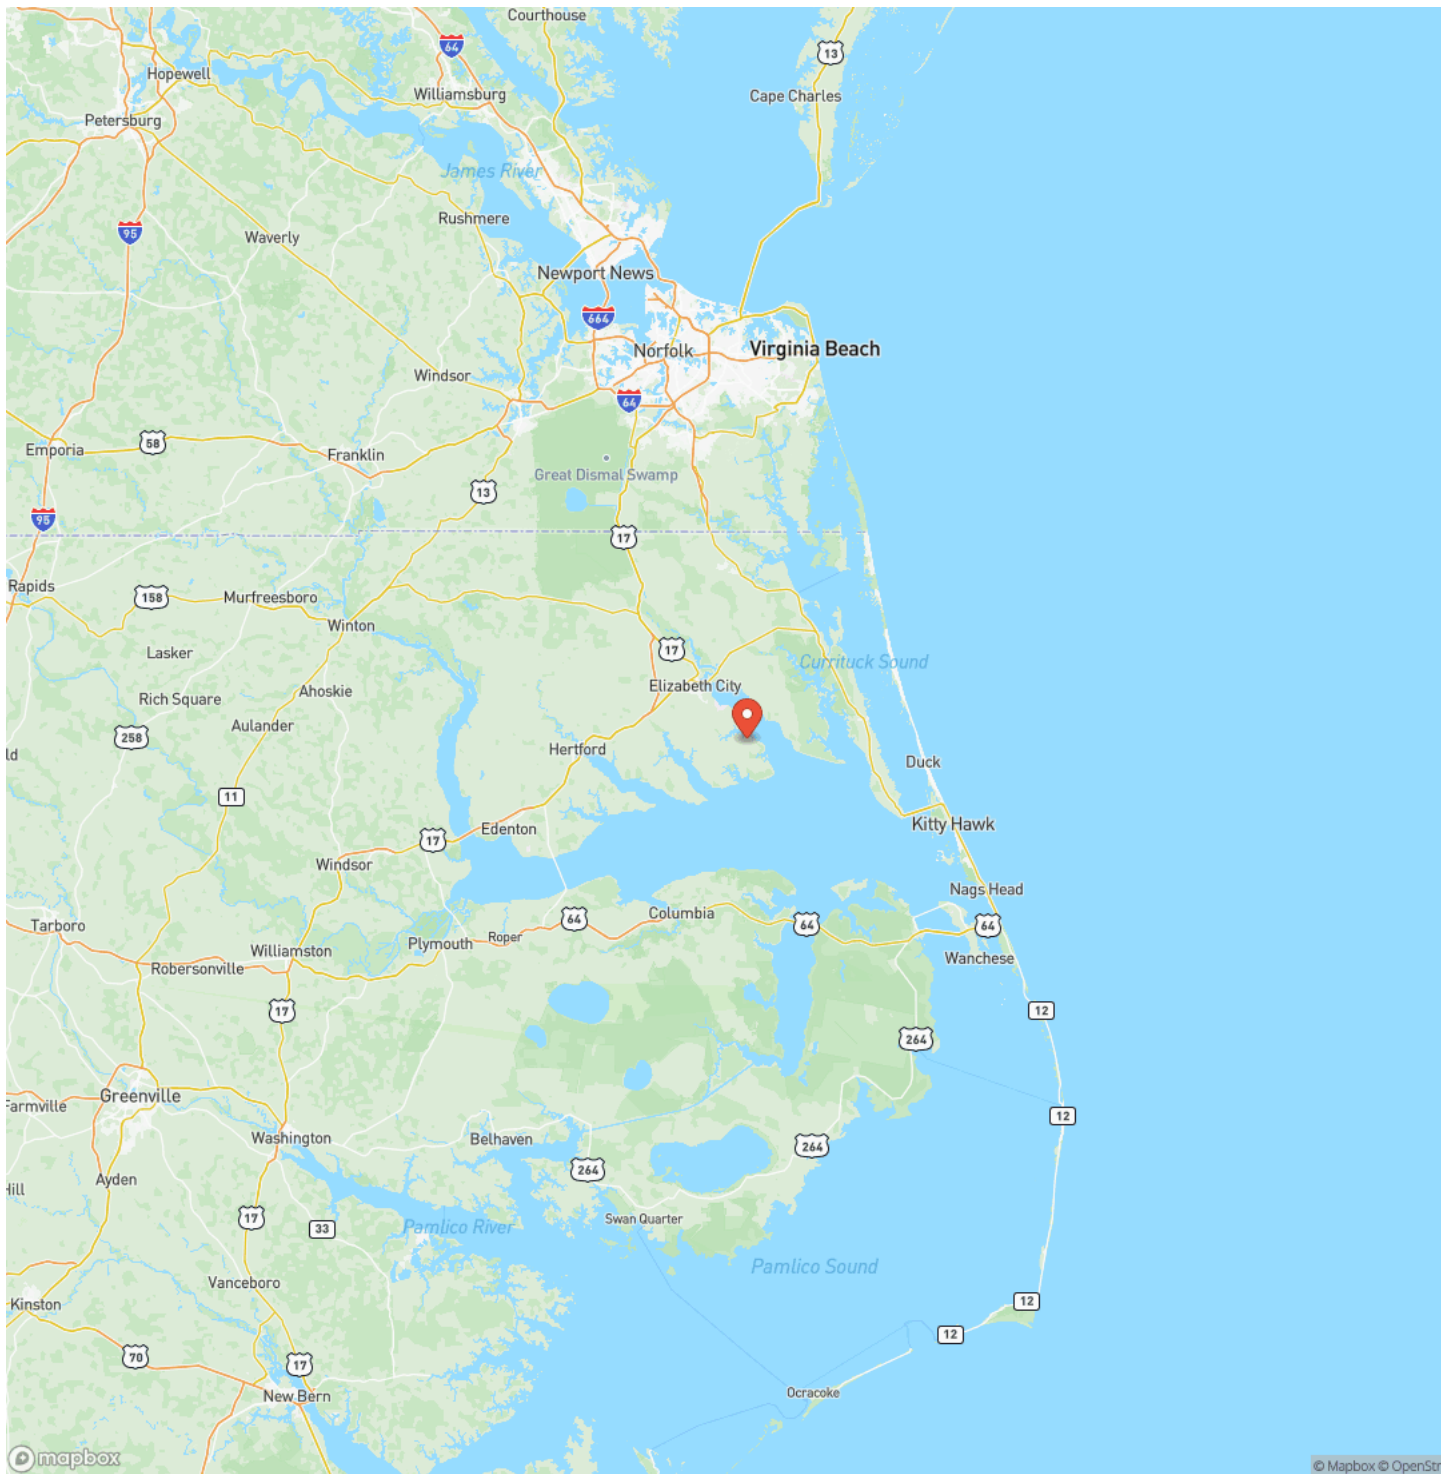 Courthouse
64
13
Hopewell
Williamsburg
Cape Charles
Petersburg
James River
Rushmere
95
Waverly
Newport News
664
Norfolk
Virginia Beach
Windsor
64
58
Emporia
Franklin
Great Dismal Swamp
13
95
17
Rapids
158
Murfreesboro
Winton
Lasker
17
Currituck Sound
Elizabeth City
Rich Square
Ahoskie
Aulander
258
Hertford
ld
Duck
11
Edenton
Kitty Hawk
17
Windsor
Nags Head
Columbia
64
64
64
Tarboro
Roper
Plymouth
Williamston
Wanchese
Robersonville
17
12
264
Greenville
Farmville
12
Washington
Belhaven
264
264
Ayden
Hill
17
33
Swan Quarter
Pamlico River
Pamlico Sound
Vanceboro
Kinston
12
12
70
17
New Bern
Ocracoke
mapbox
© Mapbox © OpenStr